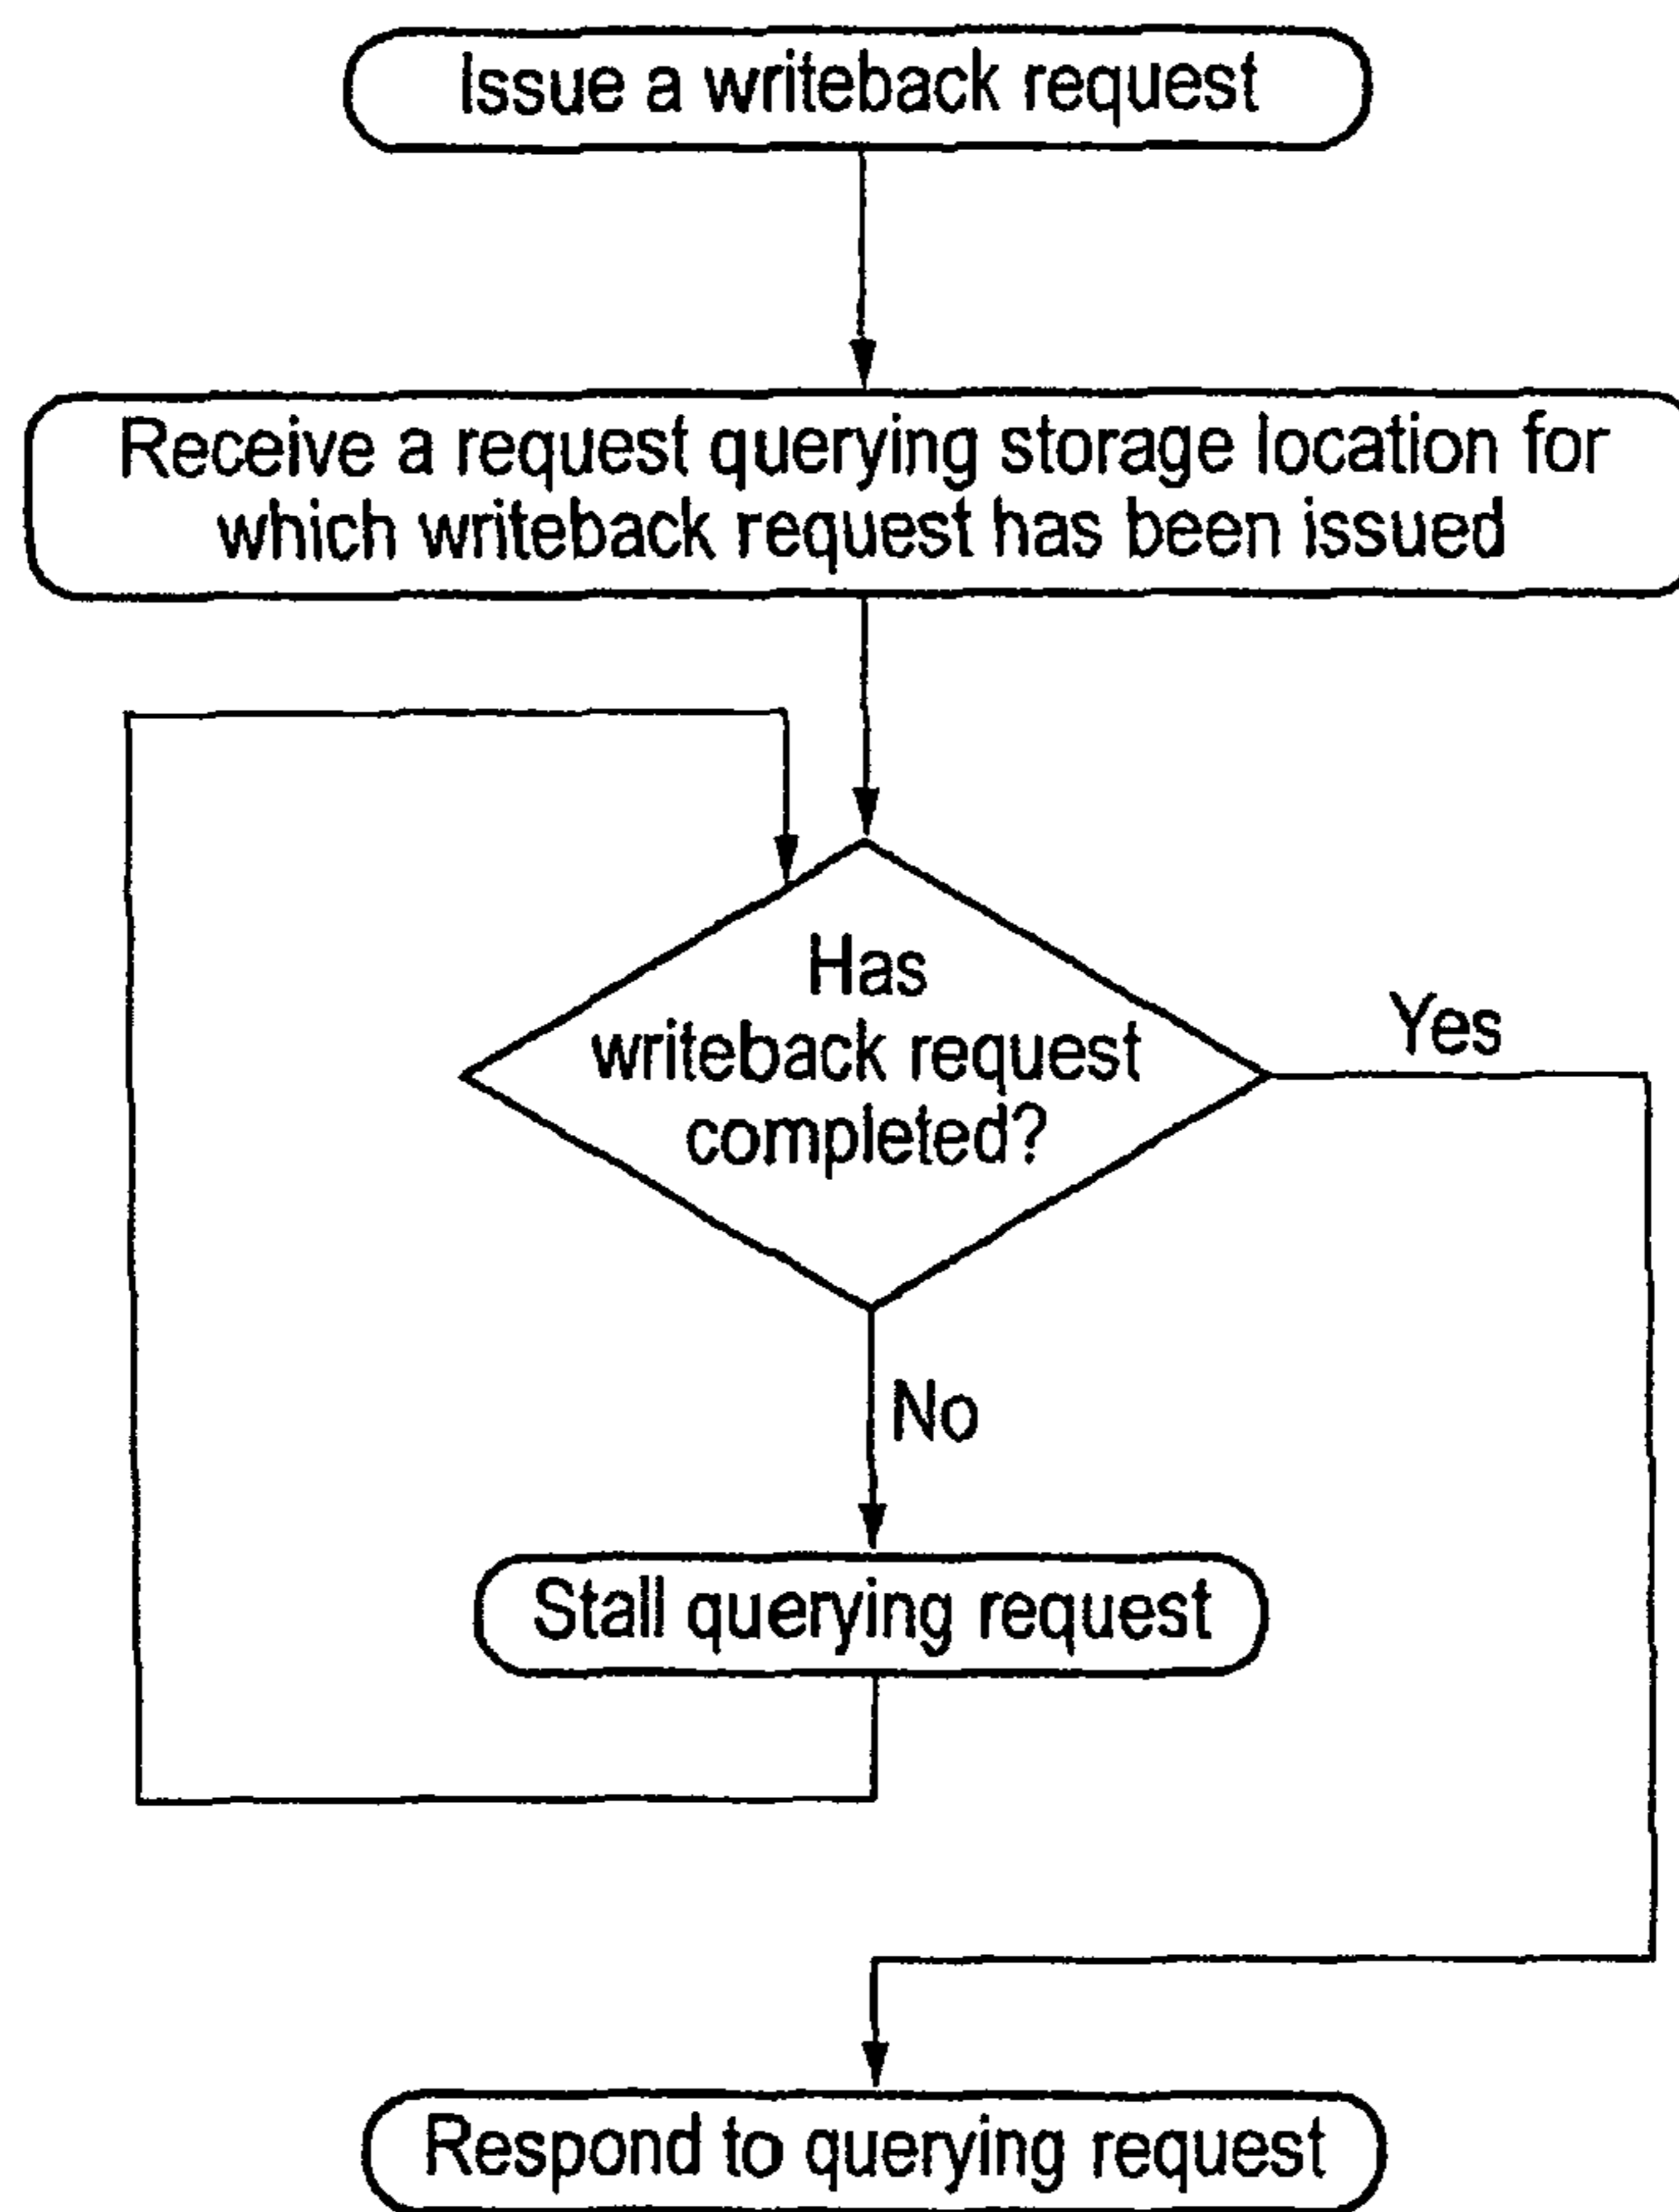 Issue a writeback request
Receive a request querying storage location for
which writeback request has been issued
Has
writeback request
completed?
Yes
No
Stall querying request
Respond to querying request